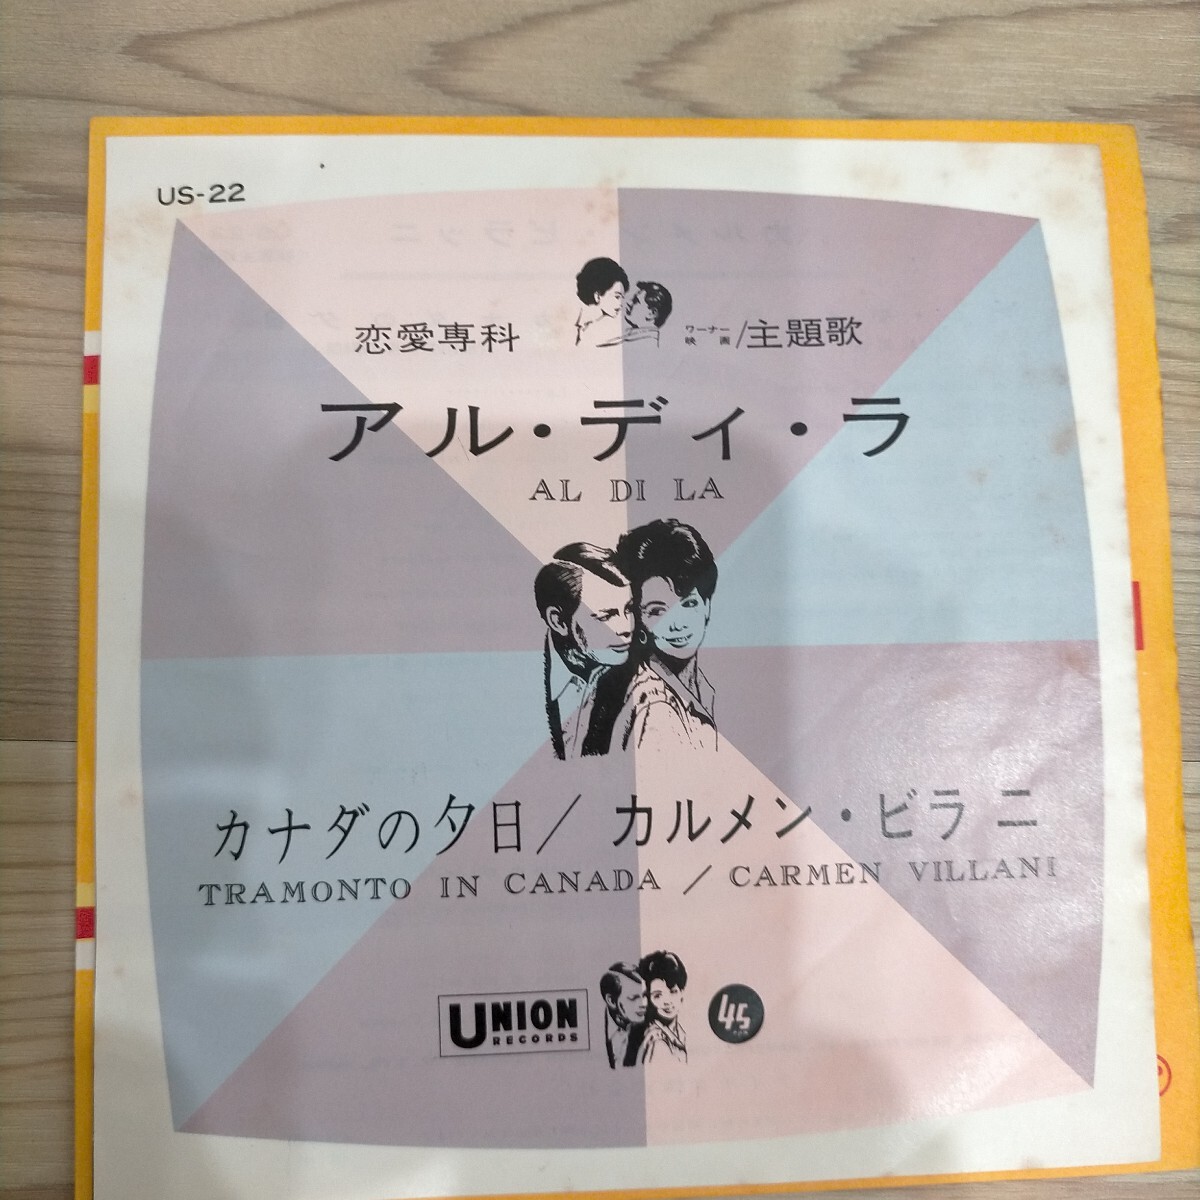 US-22
恋愛専科 ワーナー映画/主題歌
アル・ディ・ラ
AL DI LA
カナダの夕日/カルメン・ビラニ
TRAMONTO IN CANADA / CARMEN VILLANI
UNION
RECORDS
45
RPM